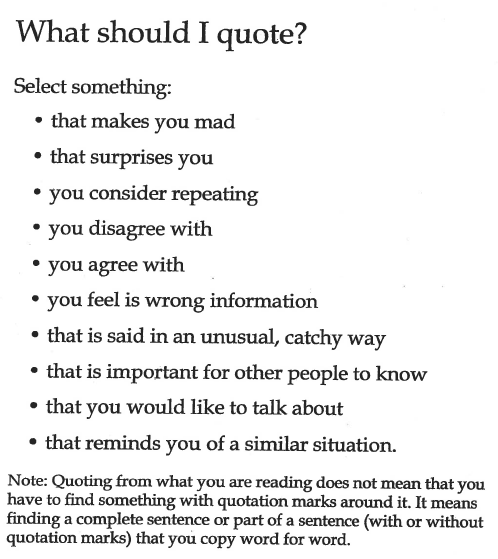 What should I quote?
Select something:
• that makes you mad
• that surprises you
• you consider repeating
• you disagree with
• you agree with
• you feel is wrong information
• that is said in an unusual, catchy way
• that is important for other people to know
• that you would like to talk about
• that reminds you of a similar situation.
Note: Quoting from what you are reading does not mean that you
have to find something with quotation marks around it. It means
finding a complete sentence or part of a sentence (with or without
quotation marks) that you copy word for word.